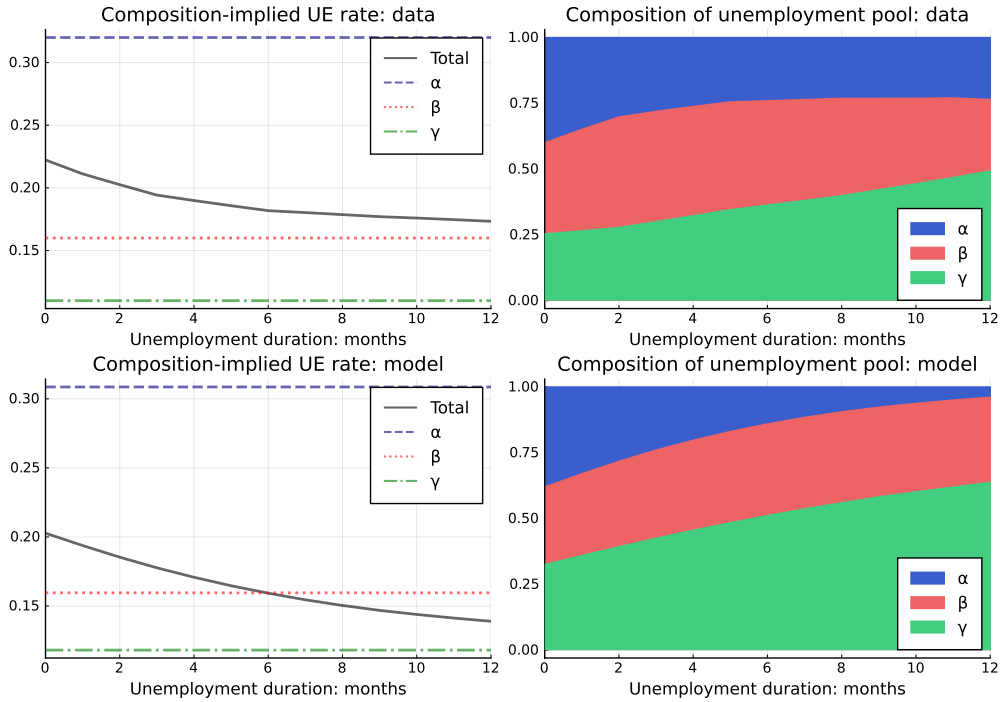 Composition-implied UE rate: data
0.30
0.25
0.20
0.15
0 2 4 6 8 10 12
Unemployment duration: months
Total
α
β
γ
Composition of unemployment pool: data
1.00
0.75
0.50
0.25
0.00
0 2 4 6 8 10 12
Unemployment duration: months
α
β
γ
Composition-implied UE rate: model
0.30
0.25
0.20
0.15
0 2 4 6 8 10 12
Unemployment duration: months
Total
α
β
γ
Composition of unemployment pool: model
1.00
0.75
0.50
0.25
0.00
0 2 4 6 8 10 12
Unemployment duration: months
α
β
γ